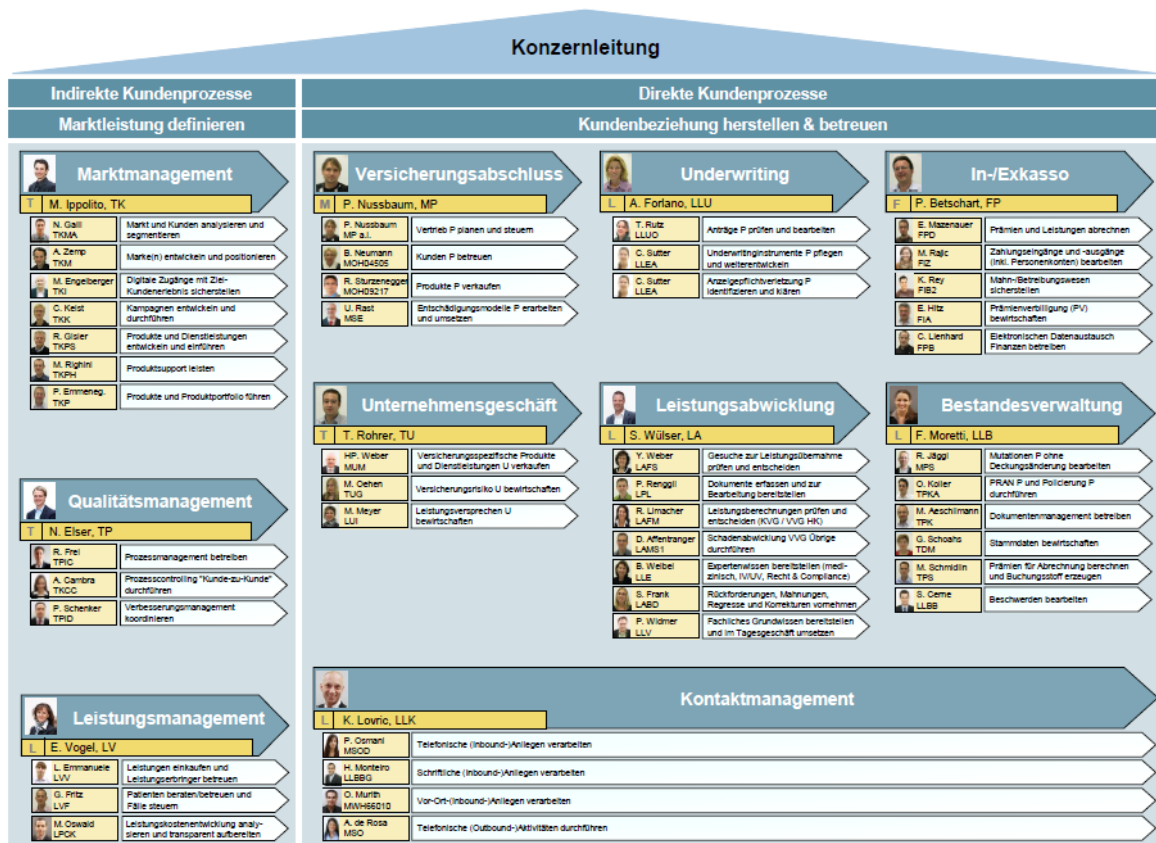 Konzernleitung
Indirekte Kundenprozesse
Direkte Kundenprozesse
Marktleistung definieren
Kundenbeziehung herstellen & betreuen
Marktmanagement
T M. Ippolito, TK
N. Galli
TKMA
Markt und Kunden analysieren und
segmentieren
A. Zemp
TKM
Marke(n) entwickeln und positionieren
M. Engelberger
TKI
Digitale Zugänge mit Ziel-
Kundenerlebnis sicherstellen
C. Keist
TKK
Kampagnen entwickeln und
durchführen
R. Gisler
TKPS
Produkte und Dienstleistungen
entwickeln und einführen
M. Righini
TKPH
Produktsupport leisten
P. Emmeneg.
TKP
Produkte und Produktportfolio führen
Qualitätsmanagement
T N. Elser, TP
R. Frei
TPIC
Prozessmanagement betreiben
A. Cambra
TKCC
Prozesscontrolling "Kunde-zu-Kunde"
durchführen
P. Schenker
TPID
Verbesserungsmanagement
koordinieren
Leistungsmanagement
L E. Vogel, LV
L. Emmanuele
LVV
Leistungen einkaufen und
Leistungserbringer betreuen
G. Fritz
LVF
Patienten beraten/betreuen und
Fälle steuern
M. Oswald
LPCK
Leistungskostenentwicklung analy-
sieren und transparent aufbereiten
Versicherungsabschluss
M P. Nussbaum, MP
P. Nussbaum
MP a.i.
Vertrieb P planen und steuern
B. Neumann
MOH04505
Kunden P betreuen
R. Sturzenegger
MOH09217
Produkte P verkaufen
U. Rast
MSE
Entschädigungsmodelle P erarbeiten
und umsetzen
Underwriting
L A. Forlano, LLU
T. Rutz
LLUO
Anträge P prüfen und bearbeiten
C. Sutter
LLEA
Underwritinginstrumente P pflegen
und weiterentwickeln
C. Sutter
LLEA
Anzeigepflichtverletzung P
identifizieren und klären
In-/Exkasso
F P. Betschart, FP
E. Mazenauer
FPD
Prämien und Leistungen abrechnen
M. Rajic
FIZ
Zahlungseingänge und -ausgänge
(inkl. Personenkonten) bearbeiten
K. Rey
FIB2
Mahn-/Betreibungswesen
sicherstellen
E. Hitz
FIA
Prämienverbilligung (PV)
bewirtschaften
C. Lienhard
FPB
Elektronischen Datenaustausch
Finanzen betreiben
Unternehmensgeschäft
T T. Rohrer, TU
HP. Weber
MUM
Versicherungsspezifische Produkte
und Dienstleistungen U verkaufen
M. Oehen
TUG
Versicherungsrisiko U bewirtschaften
M. Meyer
LUI
Leistungsversprechen U
bewirtschaften
Leistungsabwicklung
L S. Wülser, LA
Y. Weber
LAFS
Gesuche zur Leistungsübernahme
prüfen und entscheiden
P. Renggli
LPL
Dokumente erfassen und zur
Bearbeitung bereitstellen
R. Limacher
LAFM
Leistungsberechnungen prüfen und
entscheiden (KVG / VVG HK)
D. Affentranger
LAMS1
Schadenabwicklung VVG Übrige
durchführen
B. Weibel
LLE
Expertenwissen bereitstellen (medi-
zinisch, IV/UV, Recht & Compliance)
S. Frank
LABD
Rückforderungen, Mahnungen,
Regresse und Korrekturen vornehmen
P. Widmer
LLV
Fachliches Grundwissen bereitstellen
und im Tagesgeschäft umsetzen
Bestandesverwaltung
L F. Moretti, LLB
R. Jäggi
MPS
Mutationen P ohne
Deckungsänderung bearbeiten
O. Koller
TPKA
PRAN P und Policierung P
durchführen
M. Aeschlimann
TPK
Dokumentenmanagement betreiben
G. Schoahs
TDM
Stammdaten bewirtschaften
M. Schmidlin
TPS
Prämien für Abrechnung berechnen
und Buchungsstoff erzeugen
S. Cerne
LLBB
Beschwerden bearbeiten
Kontaktmanagement
L K. Lovric, LLK
P. Osmani
MSOD
Telefonische (Inbound-)Anliegen verarbeiten
H. Monteiro
LLBBG
Schriftliche (Inbound-)Anliegen verarbeiten
O. Murith
MWH66010
Vor-Ort-(Inbound-)Anliegen verarbeiten
A. de Rosa
MSO
Telefonische (Outbound-)Aktivitäten durchführen